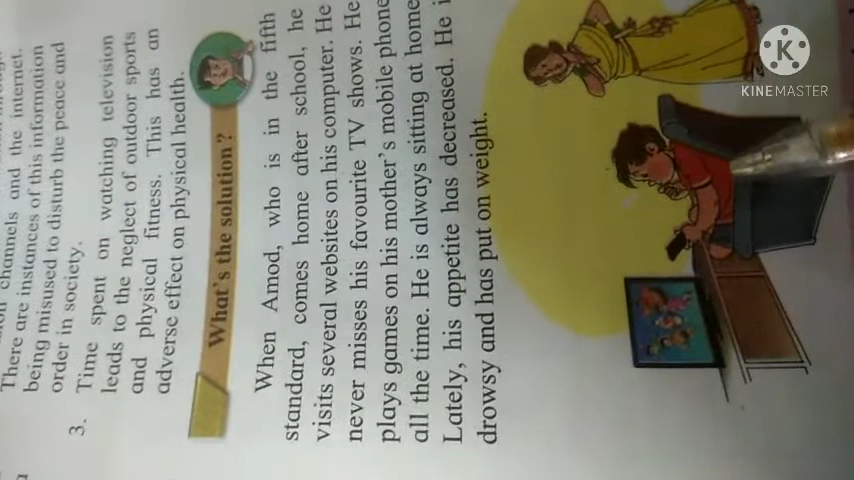 channels and the internet.
There are instances of this information
being misused to disturb the peace and
order in society.
3. Time spent on watching television
leads to the neglect of outdoor sports
and physical fitness. This has an
adverse effect on physical health.
What's the solution ?
When Amod, who is in the fifth
standard, comes home after school, he
visits several websites on his computer. He
never misses his favourite TV shows. He
plays games on his mother's mobile phone
all the time. He is always sitting at home
Lately, his appetite has decreased. He i
drowsy and has put on weight.
KINEMASTER